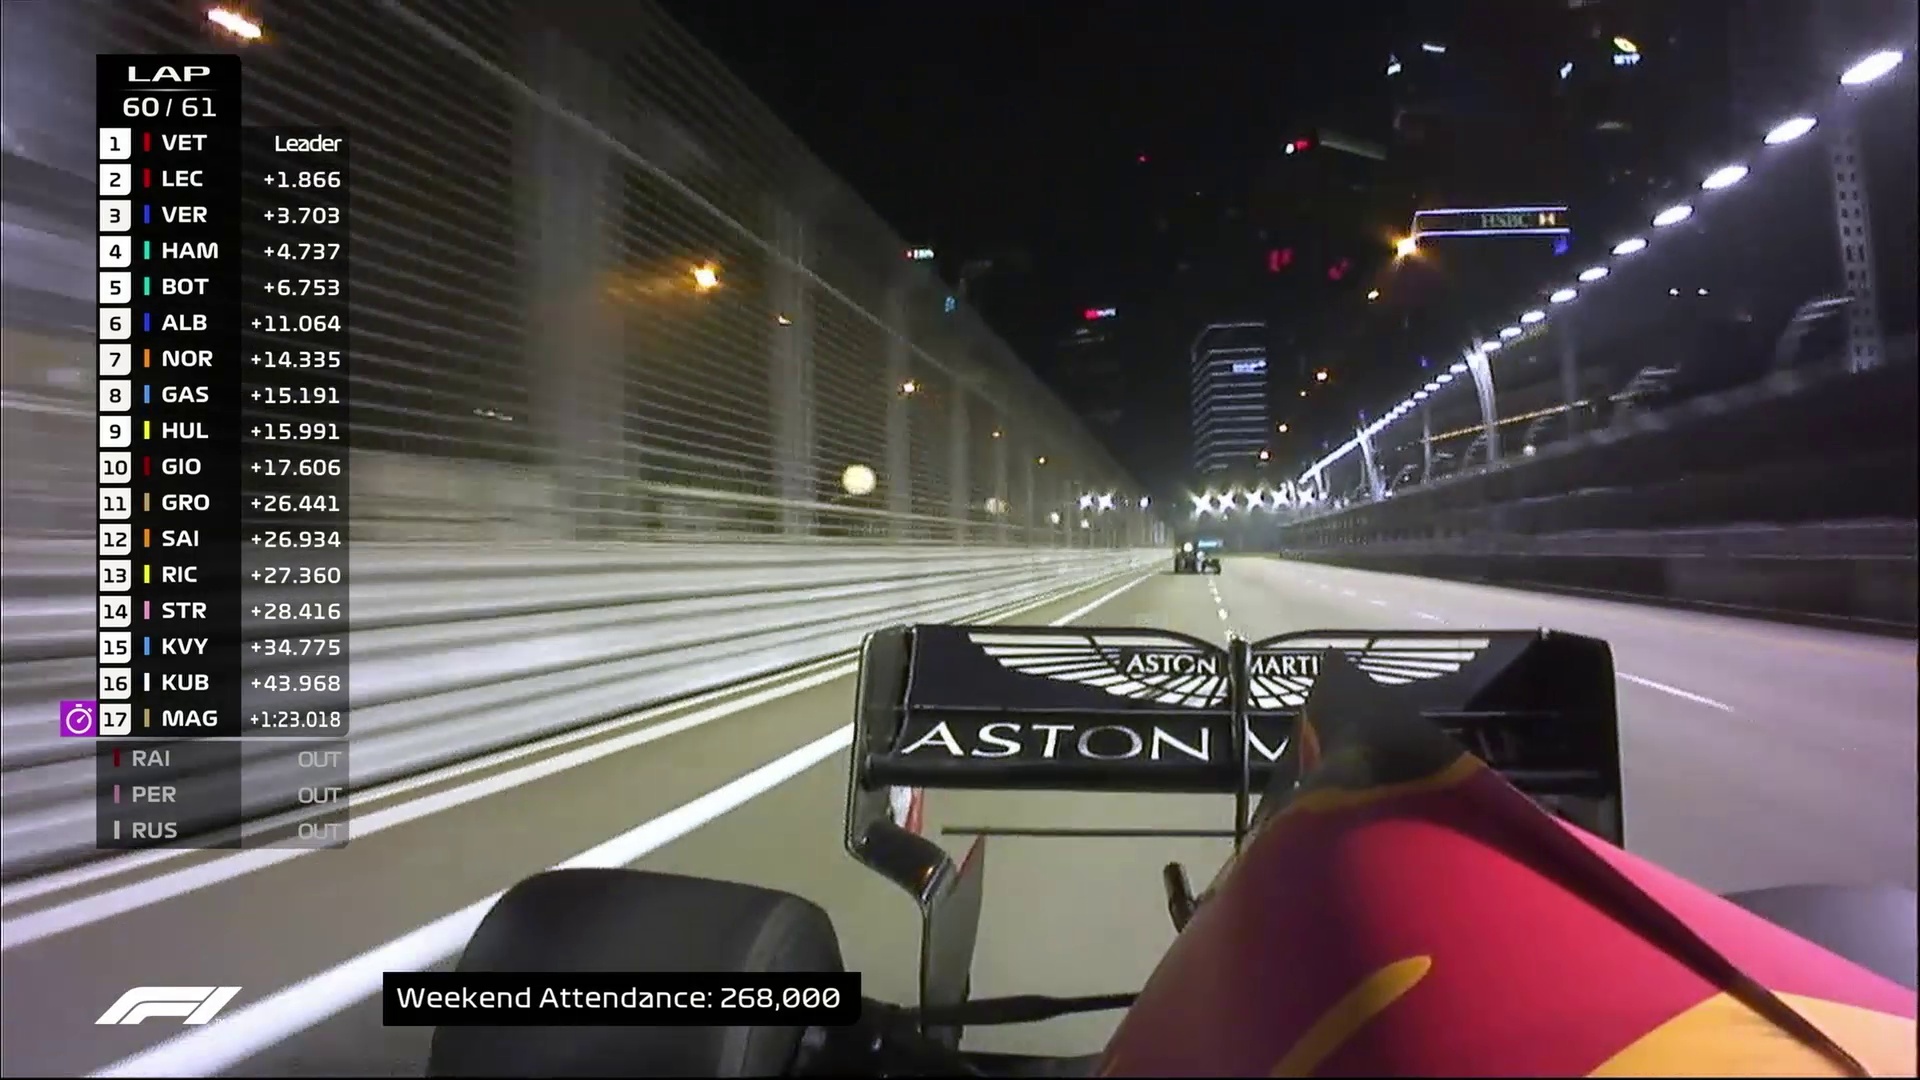 LAP
60 / 61
1 VET Leader
2 LEC +1.866
3 VER +3.703
4 HAM +4.737
5 BOT +6.753
6 ALB +11.064
7 NOR +14.335
8 GAS +15.191
9 HUL +15.991
10 GIO +17.606
11 GRO +26.441
12 SAI +26.934
13 RIC +27.360
14 STR +28.416
15 KVY +34.775
16 KUB +43.968
17 MAG +1:23.018
RAI OUT
PER OUT
RUS OUT
HSBC
ASTON MARTI
ASTON M
F1
Weekend Attendance: 268,000